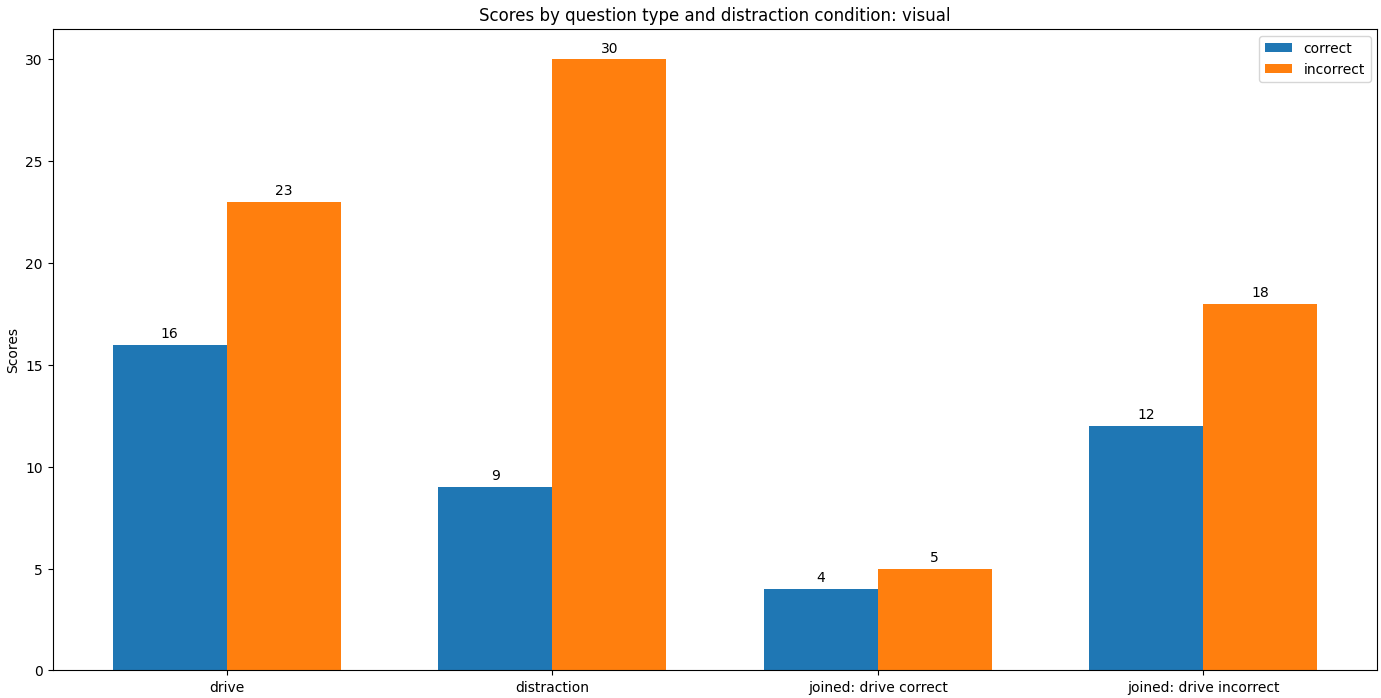 Scores by question type and distraction condition: visual
correct
incorrect
Scores
30
25
20
15
10
5
0
16
23
9
30
4
5
12
18
drive
distraction
joined: drive correct
joined: drive incorrect